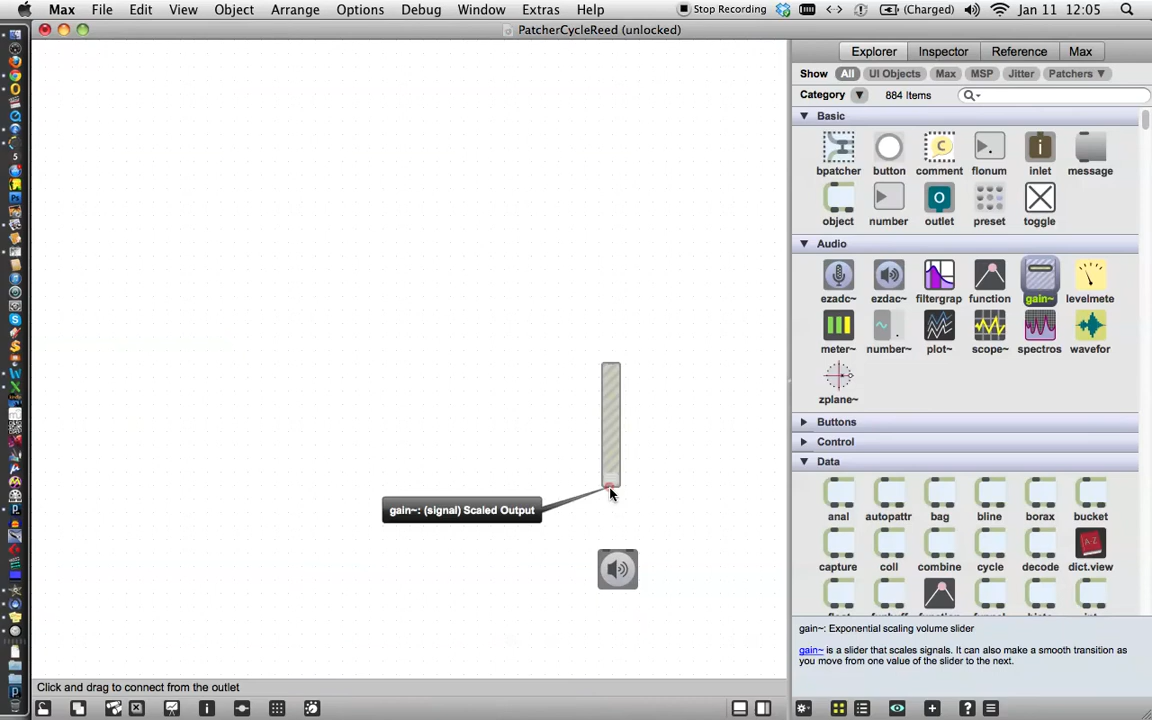 Max File Edit View Object Arrange Options Debug Window Extras Help Stop Recording (Charged) Jan 11 12:05
PatcherCycleReed (unlocked)
Explorer Inspector Reference Max
Show All UI Objects Max MSP Jitter Patchers ▼
Category ▼ 884 Items
Basic
bpatcher button comment flonum inlet message
object number outlet preset toggle
Audio
ezadc~ ezdac~ filtergrap function gain~ levelmete
meter~ number~ plot~ scope~ spectros wavefor
zplane~
Buttons
Control
Data
anal autopattr bag bline borax bucket
capture coll combine cycle decode dict.view
gain~: (signal) Scaled Output
gain~: Exponential scaling volume slider
gain~ is a slider that scales signals. It can also make a smooth transition as
you move from one value of the slider to the next.
Click and drag to connect from the outlet